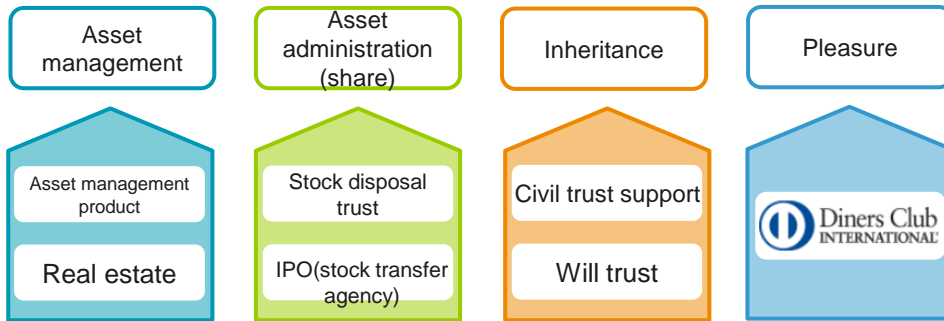 Asset
management
Asset
administration
(share)
Inheritance
Pleasure
Asset management
product
Real estate
Stock disposal
trust
IPO(stock transfer
agency)
Civil trust support
Will trust
Diners Club
INTERNATIONAL®